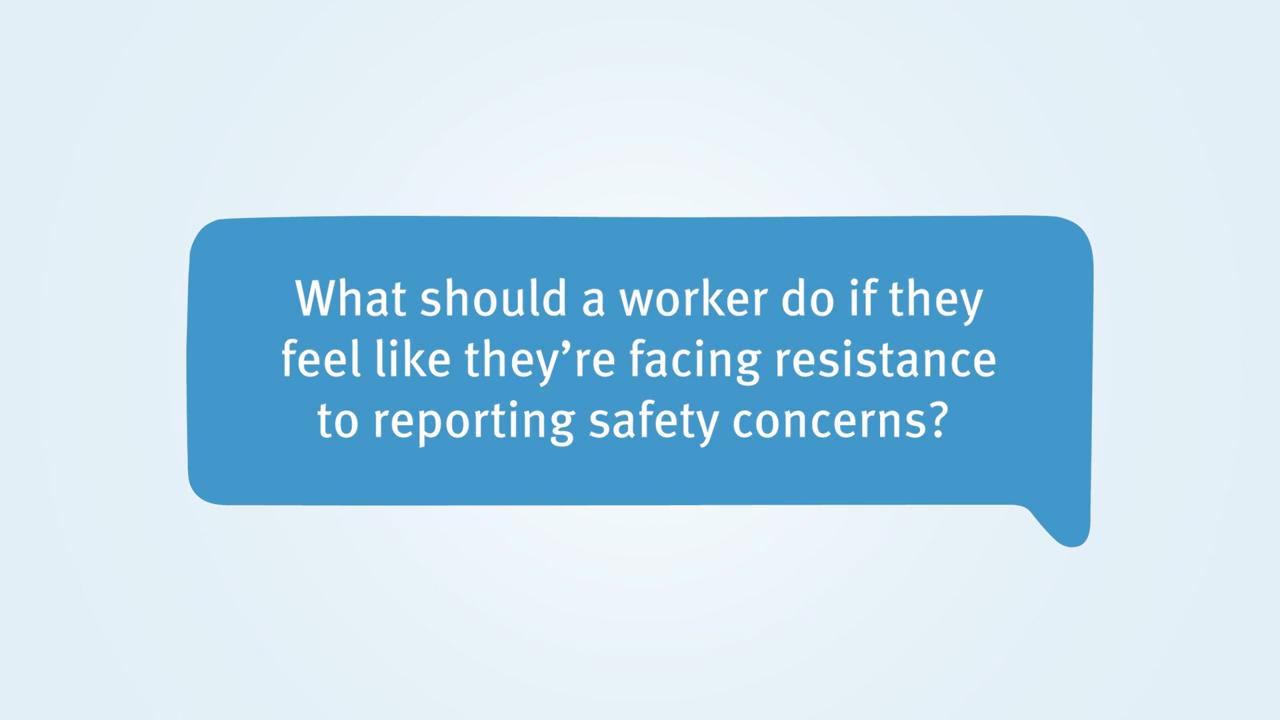 What should a worker do if they
feel like they’re facing resistance
to reporting safety concerns?